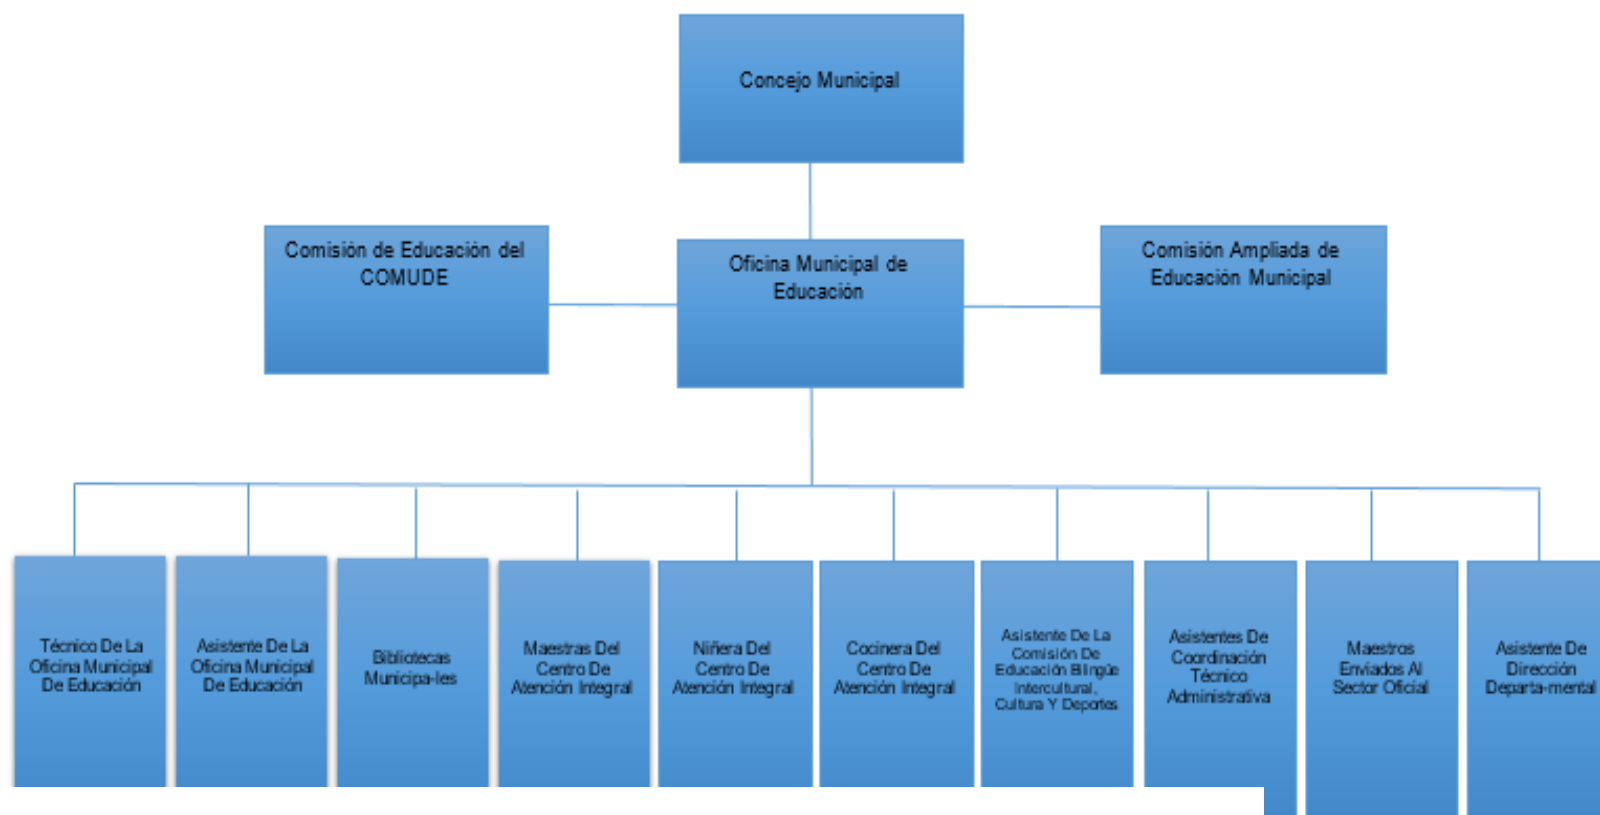 Concejo Municipal
Comisión de Educación del
COMUDE
Oficina Municipal de
Educación
Comisión Ampliada de
Educación Municipal
Técnico De La
Oficina Municipal
De Educación
Asistente De La
Oficina Municipal
De Educación
Bibliotecas
Municipa-les
Maestras Del
Centro De
Atención Integral
Niñera Del
Centro De
Atención Integral
Cocinera Del
Centro De
Atención Integral
Asistente De La
Comisión De
Educación Bilingüe
Intercultural,
Cultura Y Deportes
Asistentes De
Coordinación
Técnico
Administrativa
Maestros
Enviados Al
Sector Oficial
Asistente De
Dirección
Departa-mental